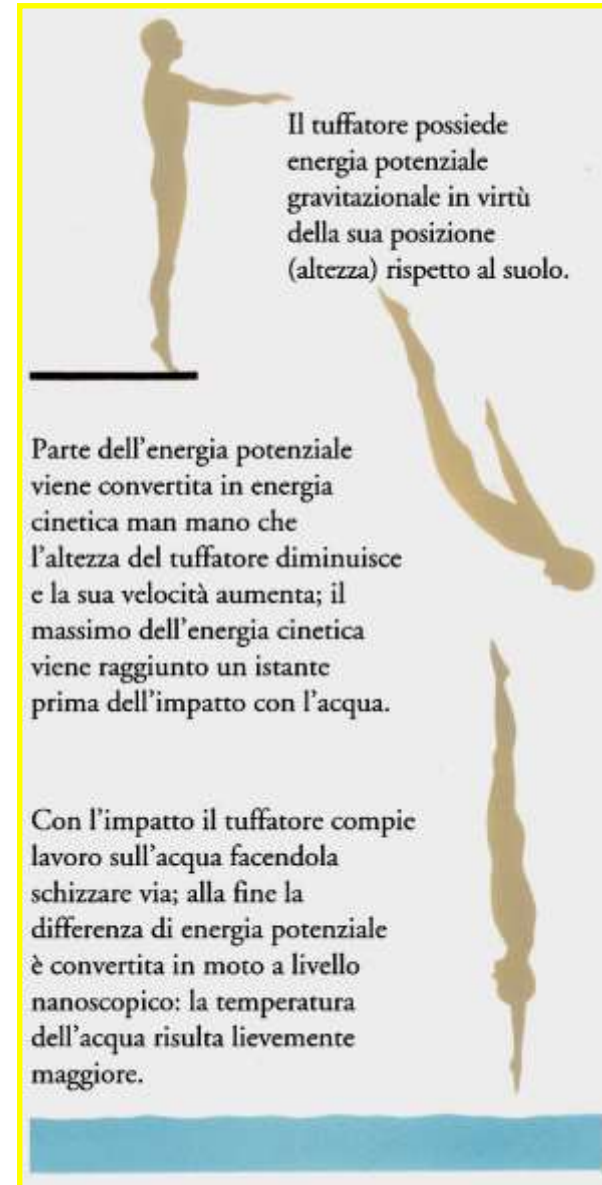 Il tuffatore possiede
energia potenziale
gravitazionale in virtù
della sua posizione
(altezza) rispetto al suolo.
Parte dell’energia potenziale
viene convertita in energia
cinetica man mano che
l’altezza del tuffatore diminuisce
e la sua velocità aumenta; il
massimo dell’energia cinetica
viene raggiunto un istante
prima dell’impatto con l’acqua.
Con l’impatto il tuffatore compie
lavoro sull’acqua facendola
schizzare via; alla fine la
differenza di energia potenziale
è convertita in moto a livello
nanoscopico: la temperatura
dell’acqua risulta lievemente
maggiore.